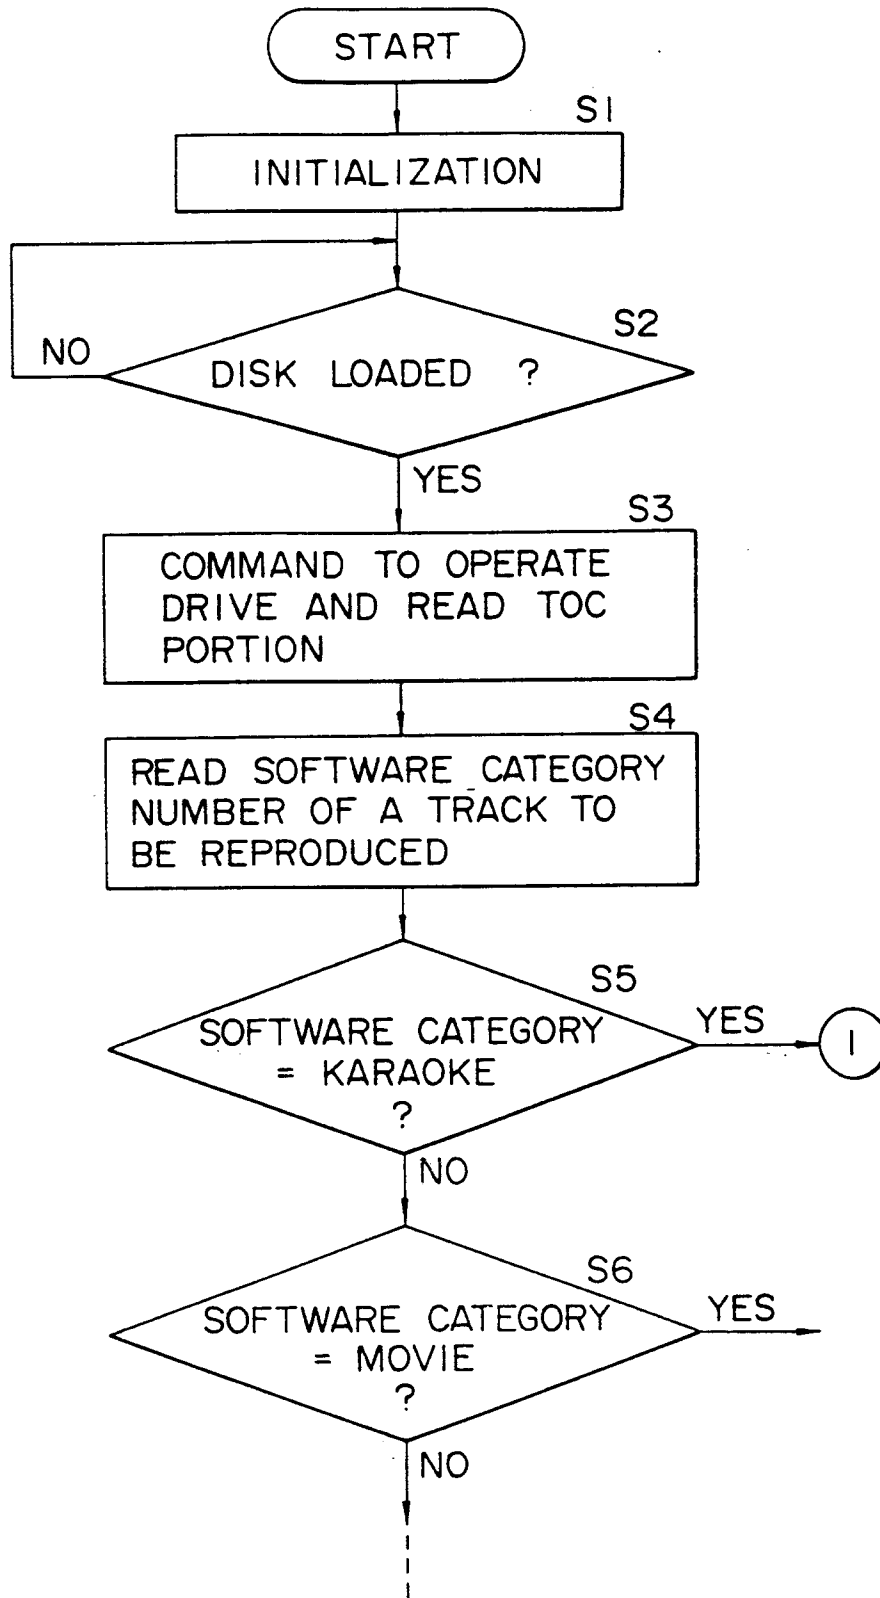 START
S1
INITIALIZATION
S2
NO
DISK LOADED ?
YES
S3
COMMAND TO OPERATE
DRIVE AND READ TOC
PORTION
S4
READ SOFTWARE CATEGORY
NUMBER OF A TRACK TO
BE REPRODUCED
S5
SOFTWARE CATEGORY
= KARAOKE
?
YES
1
NO
S6
SOFTWARE CATEGORY
= MOVIE
?
YES
NO